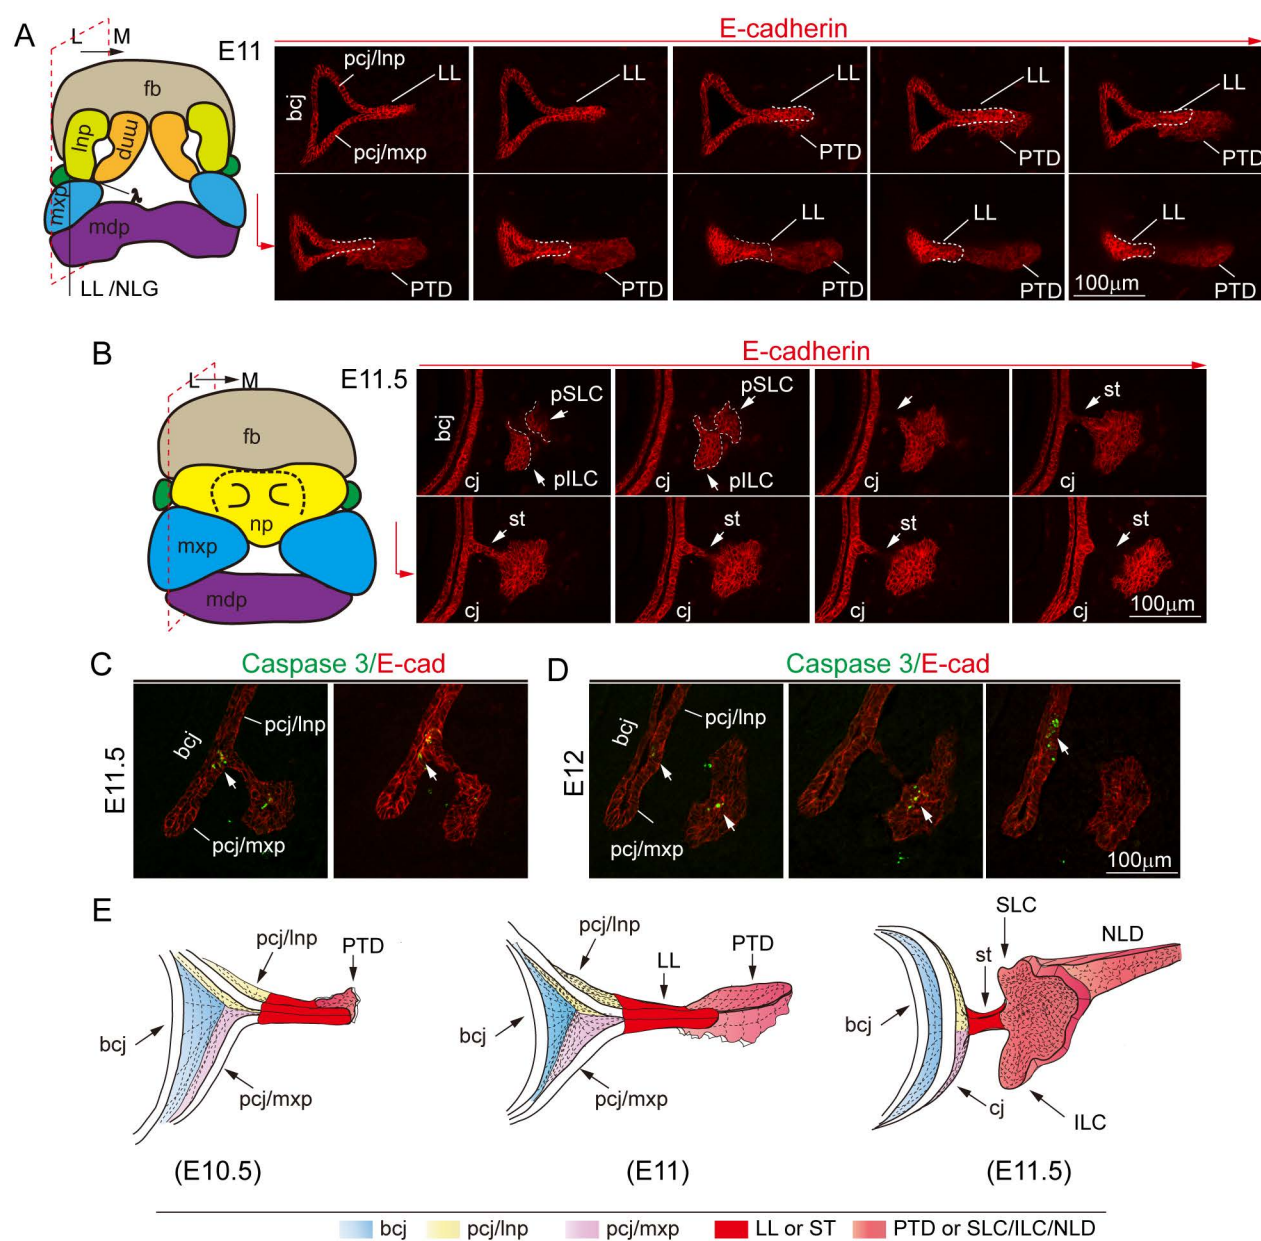 A
L M
E11
E-cadherin
fb
lnp
mnp
mxp
λ
mdp
LL /NLG
bcj
pcj/lnp
LL
pcj/mxp
LL
LL
PTD
LL
PTD
LL
PTD
PTD
PTD
LL
PTD
LL
PTD
LL
100μm
PTD
B
L M
E11.5
E-cadherin
fb
np
mxp
mdp
bcj
pSLC
pILC
cj
pSLC
pILC
cj
cj
st
cj
st
cj
st
cj
st
cj
st
cj
100μm
C
Caspase 3/E-cad
E11.5
bcj
pcj/lnp
pcj/mxp
D
Caspase 3/E-cad
E12
bcj
pcj/lnp
pcj/mxp
100μm
E
pcj/lnp
PTD
bcj
pcj/mxp
(E10.5)
pcj/lnp
LL
PTD
bcj
pcj/mxp
(E11)
SLC
st
NLD
bcj
cj
ILC
(E11.5)
bcj pcj/lnp pcj/mxp LL or ST PTD or SLC/ILC/NLD